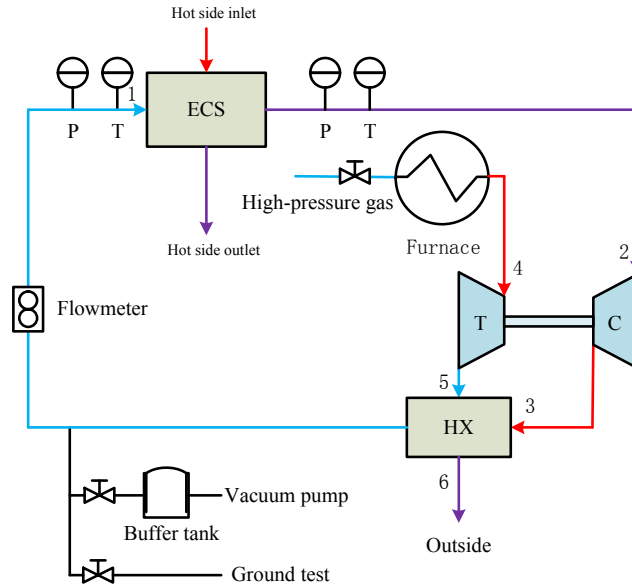 Hot side inlet
1
ECS
P
T
P
T
High-pressure gas
Hot side outlet
Furnace
2
4
Flowmeter
T
C
5
3
HX
6
Vacuum pump
Buffer tank
Outside
Ground test